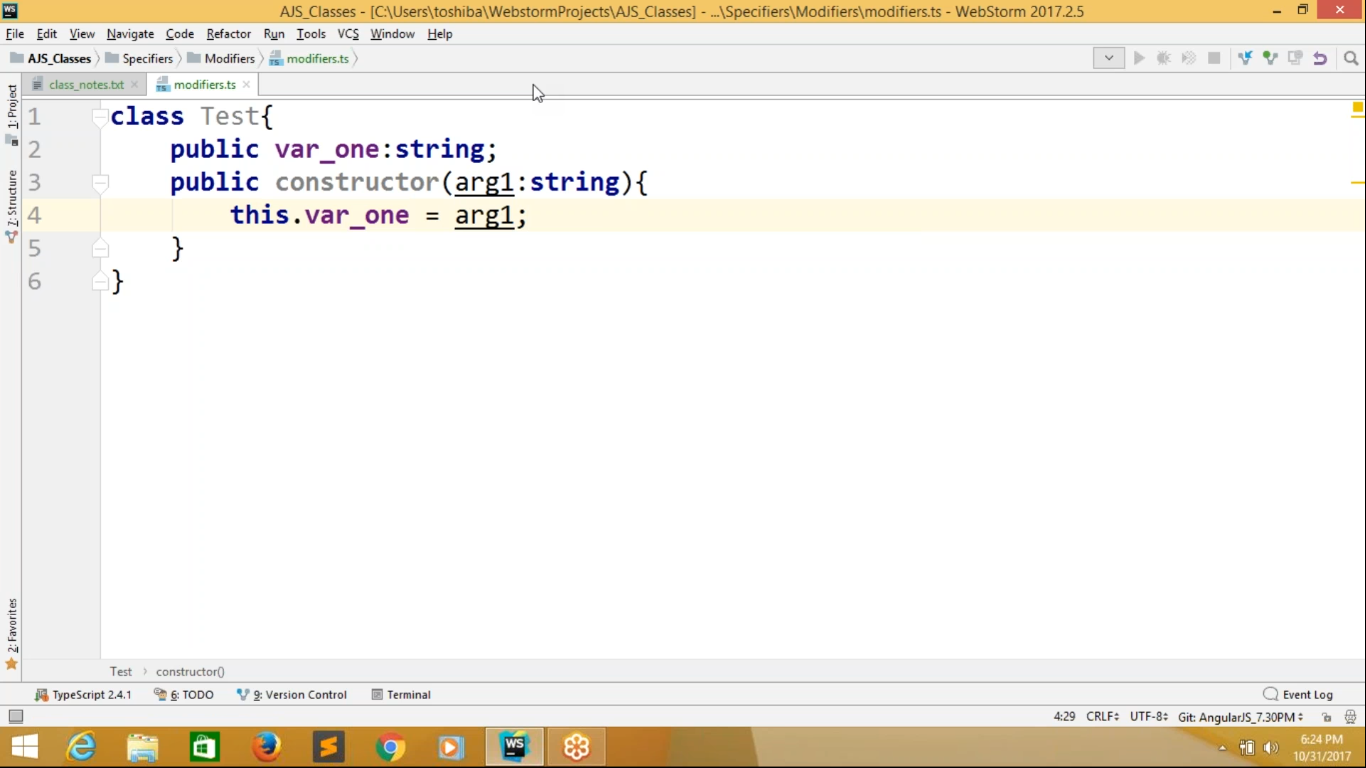 WS
AJS_Classes - [C:\Users\toshiba\WebstormProjects\AJS_Classes] - ...\Specifiers\Modifiers\modifiers.ts - WebStorm 2017.2.5
File Edit View Navigate Code Refactor Run Tools VCS Window Help
AJS_Classes Specifiers Modifiers modifiers.ts
class_notes.txt modifiers.ts
1: Project
Z: Structure
2: Favorites
1 class Test{
2 public var_one:string;
3 public constructor(arg1:string){
4 this.var_one = arg1;
5 }
6 }
Test constructor()
TypeScript 2.4.1 6: TODO 9: Version Control Terminal Event Log
4:29 CRLF UTF-8 Git: AngularJS_7.30PM
WS
6:24 PM
10/31/2017